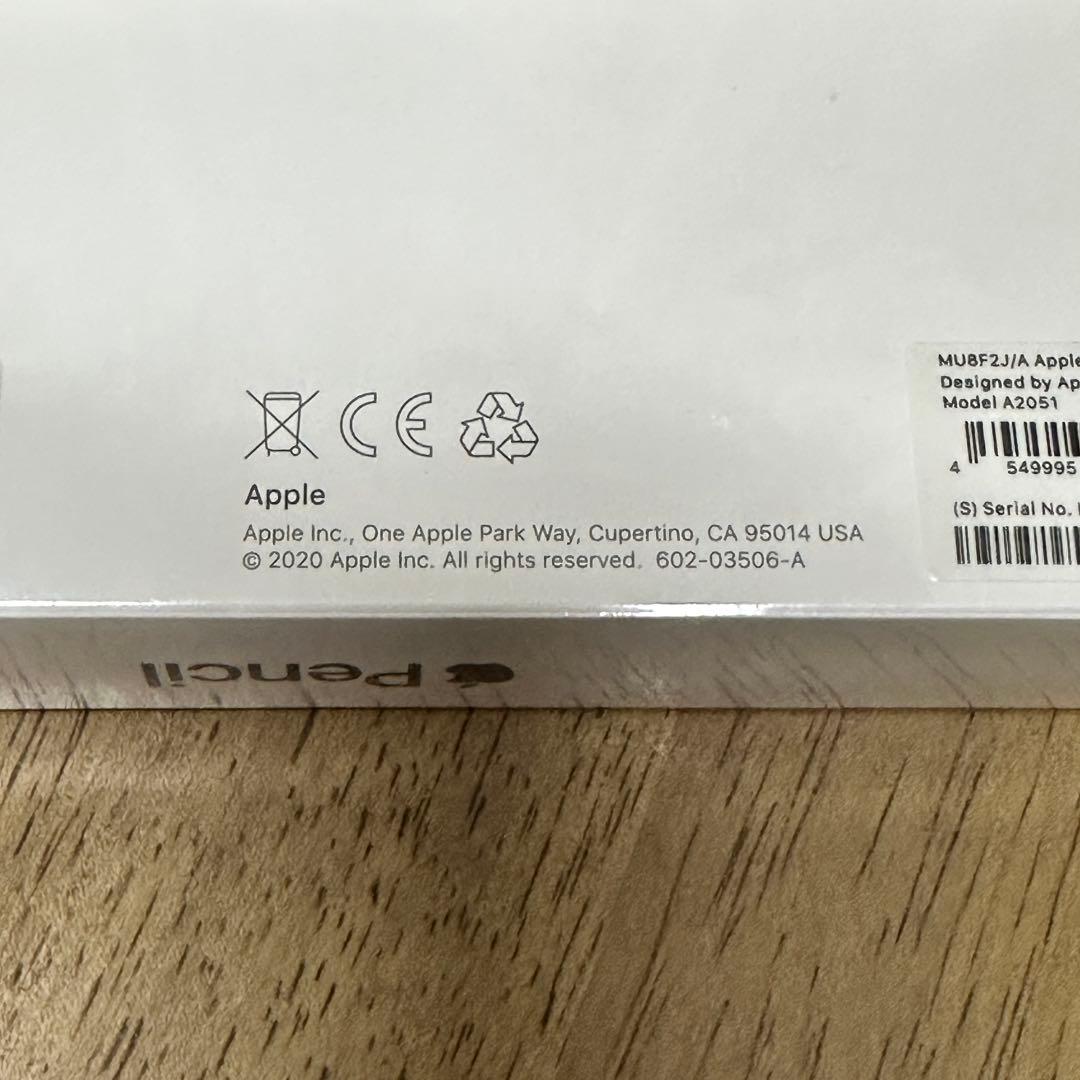 MU8F2J/A Apple
Designed by Ap
Model A2051
4 549995
(S) Serial No.
CE
Apple
Apple Inc., One Apple Park Way, Cupertino, CA 95014 USA
© 2020 Apple Inc. All rights reserved. 602-03506-A
Pencil